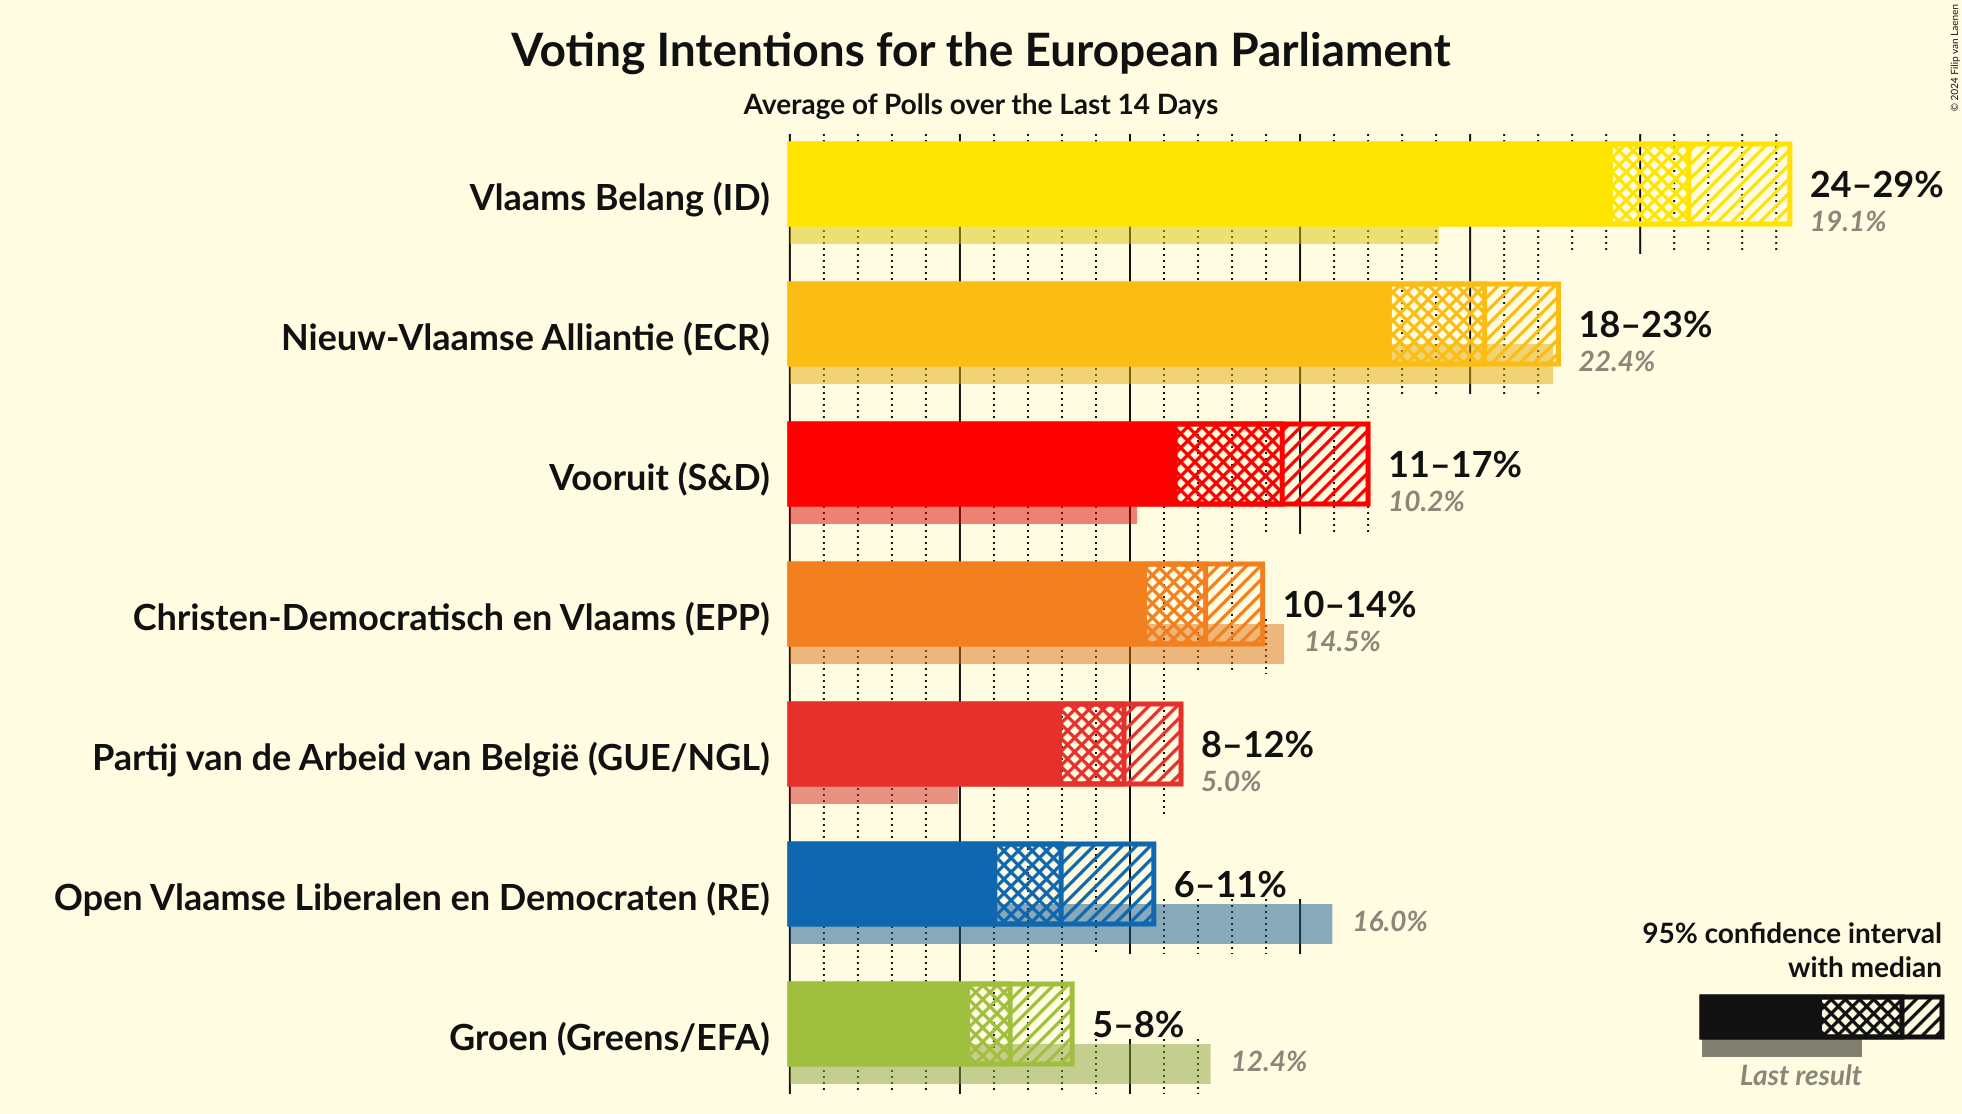 Voting Intentions for the European Parliament
Average of Polls over the Last 14 Days
© 2024 Filip van Laenen
Vlaams Belang (ID)
24–29%
19.1%
Nieuw-Vlaamse Alliantie (ECR)
18–23%
22.4%
Vooruit (S&D)
11–17%
10.2%
Christen-Democratisch en Vlaams (EPP)
10–14%
14.5%
Partij van de Arbeid van België (GUE/NGL)
8–12%
5.0%
Open Vlaamse Liberalen en Democraten (RE)
6–11%
16.0%
Groen (Greens/EFA)
5–8%
12.4%
95% confidence interval
with median
Last result